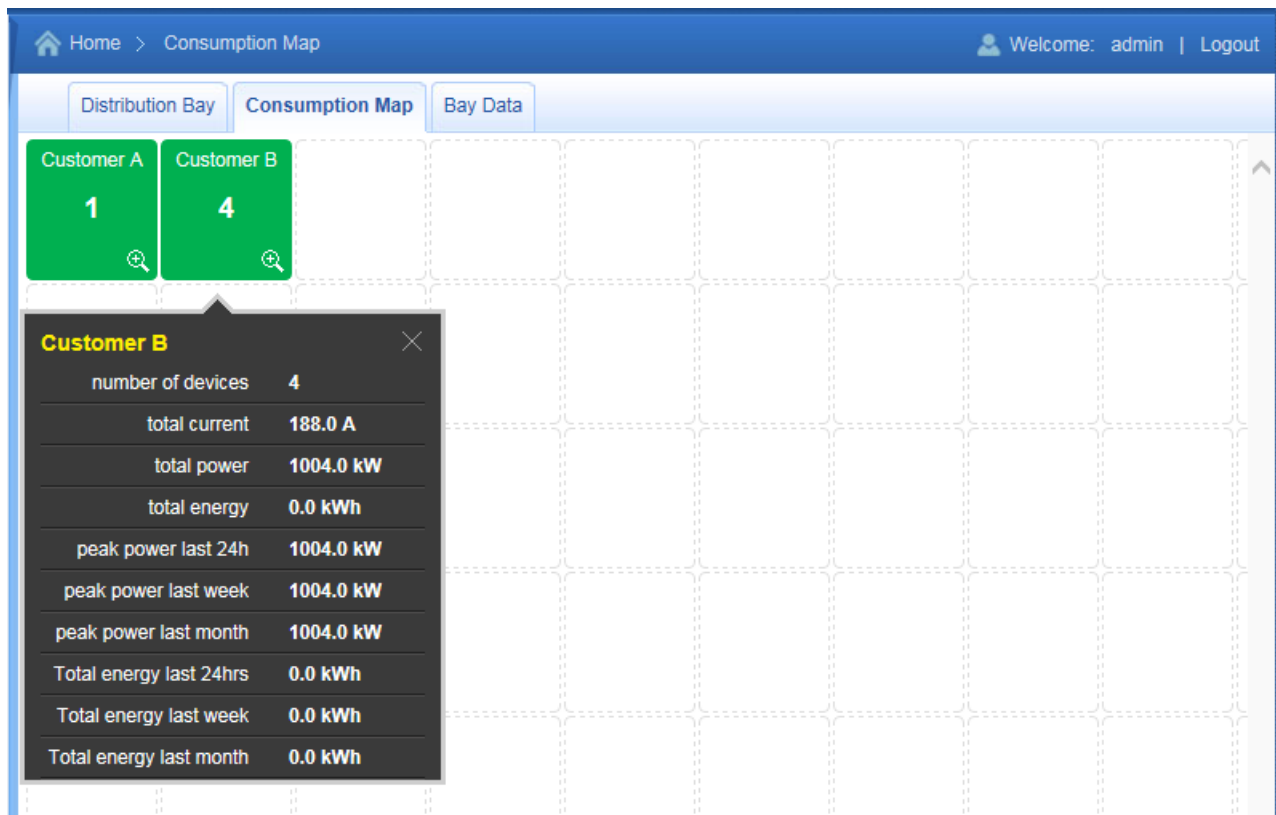 Home > Consumption Map
Welcome: admin | Logout
Distribution Bay
Consumption Map
Bay Data
Customer A
1
Customer B
4
Customer B
number of devices 4
total current 188.0 A
total power 1004.0 kW
total energy 0.0 kWh
peak power last 24h 1004.0 kW
peak power last week 1004.0 kW
peak power last month 1004.0 kW
Total energy last 24hrs 0.0 kWh
Total energy last week 0.0 kWh
Total energy last month 0.0 kWh